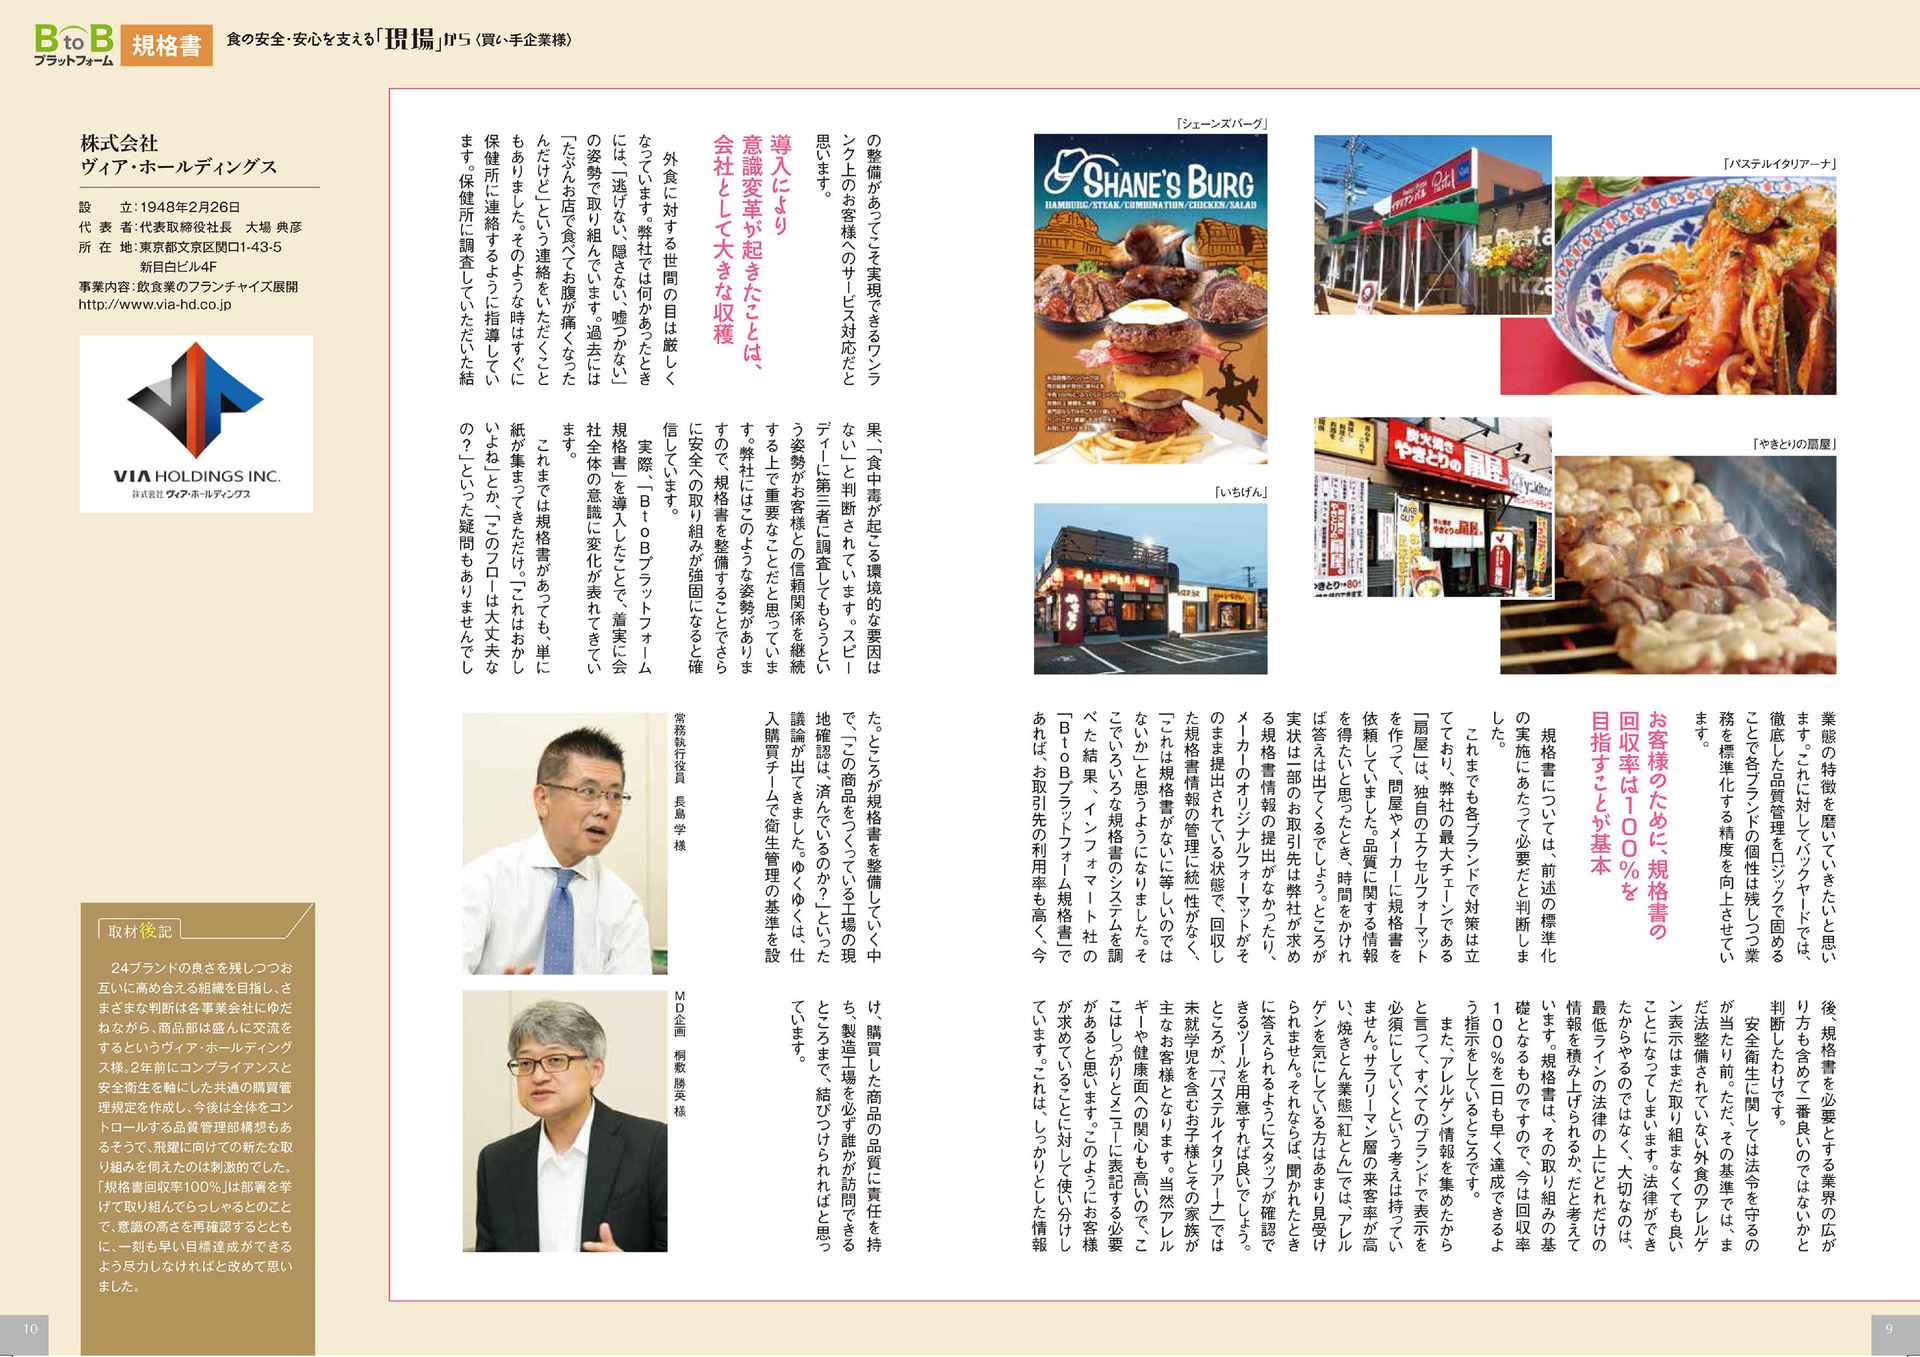 BtoB
プラットフォーム
規格書
食の安全・安心を支える「現場」から〈買い手企業様〉
「パステルイタリアーナ」
「シェーンズバーグ」
SHANE'S BURG
HAMBURG/STEAK/COMBINATION/CHICKEN/SALAD
「やきとりの扇屋」
炭火焼き
やきとりの扇屋
TAKE OUT
「いちげん」
業態の特徴を磨いていきたいと思い
ます。これに対してバックヤードでは、
徹底した品質管理をロジックで固める
ことで各ブランドの個性は残しつつ業
務を標準化する精度を向上させてい
ます。
お客様のために、規格書の
回収率は100%を
目指すことが基本
規格書については、前述の標準化
の実施にあたって必要だと判断しま
した。
これまでも各ブランドで対策は立
てており、弊社の最大チェーンである
「扇屋」は、独自のエクセルフォーマット
を作って、問屋やメーカーに規格書を
依頼していました。品質に関する情報
を得たいと思ったとき、時間をかけれ
ば答えは出てくるでしょう。ところが
実状は一部のお取引先は弊社が求め
る規格書情報の提出がなかったり、
メーカーのオリジナルフォーマットがそ
のまま提出されている状態で、回収し
た規格書情報の管理に統一性がなく、
「これは規格書がないに等しいのでは
ないか」と思うようになりました。そ
こでいろいろな規格書のシステムを調
べた結果、インフォマート社の
「BtoBプラットフォーム規格書」で
あれば、お取引先の利用率も高く、今
後、規格書を必要とする業界の広が
り方も含めて一番良いのではないかと
判断したわけです。
安全衛生に関しては法令を守るの
が当たり前。ただ、その基準では、ま
だ法整備されていない外食のアレルゲ
ン表示はまだ取り組まなくても良い
ことになってしまいます。法律ができ
たからやるのではなく、大切なのは、
最低ラインの法律の上にどれだけの
情報を積み上げられるか、だと考えて
います。規格書は、その取り組みの基
礎となるものですので、今は回収率
100%を一日も早く達成できるよ
う指示をしているところです。
また、アレルゲン情報を集めたから
と言って、すべてのブランドで表示を
必須にしていくという考えは持ってい
ません。サラリーマン層の来客率が高
い、焼きとん業態「紅とん」では、アレル
ゲンを気にしている方はあまり見受け
られません。それならば、聞かれたとき
に答えられるようにスタッフが確認で
きるツールを用意すれば良いでしょう。
ところが、「パステルイタリアーナ」では
未就学児を含むお子様とその家族が
主なお客様となります。当然アレル
ギーや健康面への関心も高いので、こ
こはしっかりとメニューに表記する必要
があると思います。このようにお客様
が求めていることに対して使い分けし
ています。これは、しっかりとした情報
の整備があってこそ実現できるワンラ
ンク上のお客様へのサービス対応だと
思います。
導入により
意識変革が起きたことは、
会社として大きな収穫
外食に対する世間の目は厳しく
なっています。弊社では何かあったとき
には、「逃げない、隠さない、嘘つかない」
の姿勢で取り組んでいます。過去には
「たぶんお店で食べてお腹が痛くなった
んだけど」という連絡をいただくこと
もありました。そのような時はすぐに
保健所に連絡するように指導してい
ます。保健所に調査していただいた結
果、「食中毒が起こる環境的な要因は
ない」と判断されています。スピー
ディーに第三者に調査してもらうとい
う姿勢がお客様との信頼関係を継続
する上で重要なことだと思っていま
す。弊社にはこのような姿勢がありま
すので、規格書を整備することでさら
に安全への取り組みが強固になると確
信しています。
実際、「BtoBプラットフォーム
規格書」を導入したことで、着実に会
社全体の意識に変化が表れてきてい
ます。
これまでは規格書があっても、単に
紙が集まってきただけ。「これはおかし
いよね」とか、「このフローは大丈夫な
の?」といった疑問もありませんでし
た。ところが規格書を整備していく中
で、「この商品をつくっている工場の現
地確認は、済んでいるのか?」といった
議論が出てきました。ゆくゆくは、仕
入購買チームで衛生管理の基準を設
け、購買した商品の品質に責任を持
ち、製造工場を必ず誰かが訪問できる
ところまで、結びつけられればと思っ
ています。
常務執行役員 長島 学 様
MD企画 桐敷 勝英 様
株式会社
ヴィア・ホールディングス
設 立:1948年2月26日
代 表 者:代表取締役社長 大場 典彦
所 在 地:東京都文京区関口1-43-5
新目白ビル4F
事業内容:飲食業のフランチャイズ展開
http://www.via-hd.co.jp
VIA HOLDINGS INC.
株式会社 ヴィア・ホールディングス
取材後記
24ブランドの良さを残しつつお
互いに高め合える組織を目指し、さ
まざまな判断は各事業会社にゆだ
ねながら、商品部は盛んに交流を
するというヴィア・ホールディング
ス様。2年前にコンプライアンスと
安全衛生を軸にした共通の購買管
理規定を作成し、今後は全体をコン
トロールする品質管理部構想もあ
るそうで、飛躍に向けての新たな取
り組みを伺えたのは刺激的でした。
「規格書回収率100%」は部署を挙
げて取り組んでらっしゃるとのこと
で、意識の高さを再確認するととも
に、一刻も早い目標達成ができる
よう尽力しなければと改めて思い
ました。
10
9